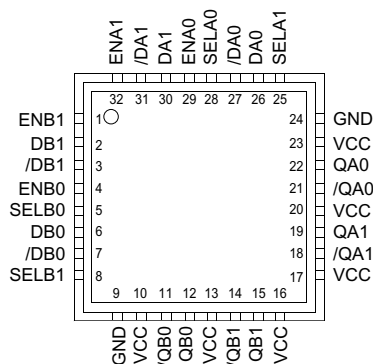 ENA1
/DA1
DA1
ENA0
SELA0
/DA0
DA0
SELA1
32 31 30 29 28 27 26 25
ENB1 1 24 GND
DB1 2 23 VCC
/DB1 3 22 QA0
ENB0 4 21 /QA0
SELB0 5 20 VCC
DB0 6 19 QA1
/DB0 7 18 /QA1
SELB1 8 17 VCC
9 10 11 12 13 14 15 16
GND
VCC
/QB0
QB0
VCC
/QB1
QB1
VCC